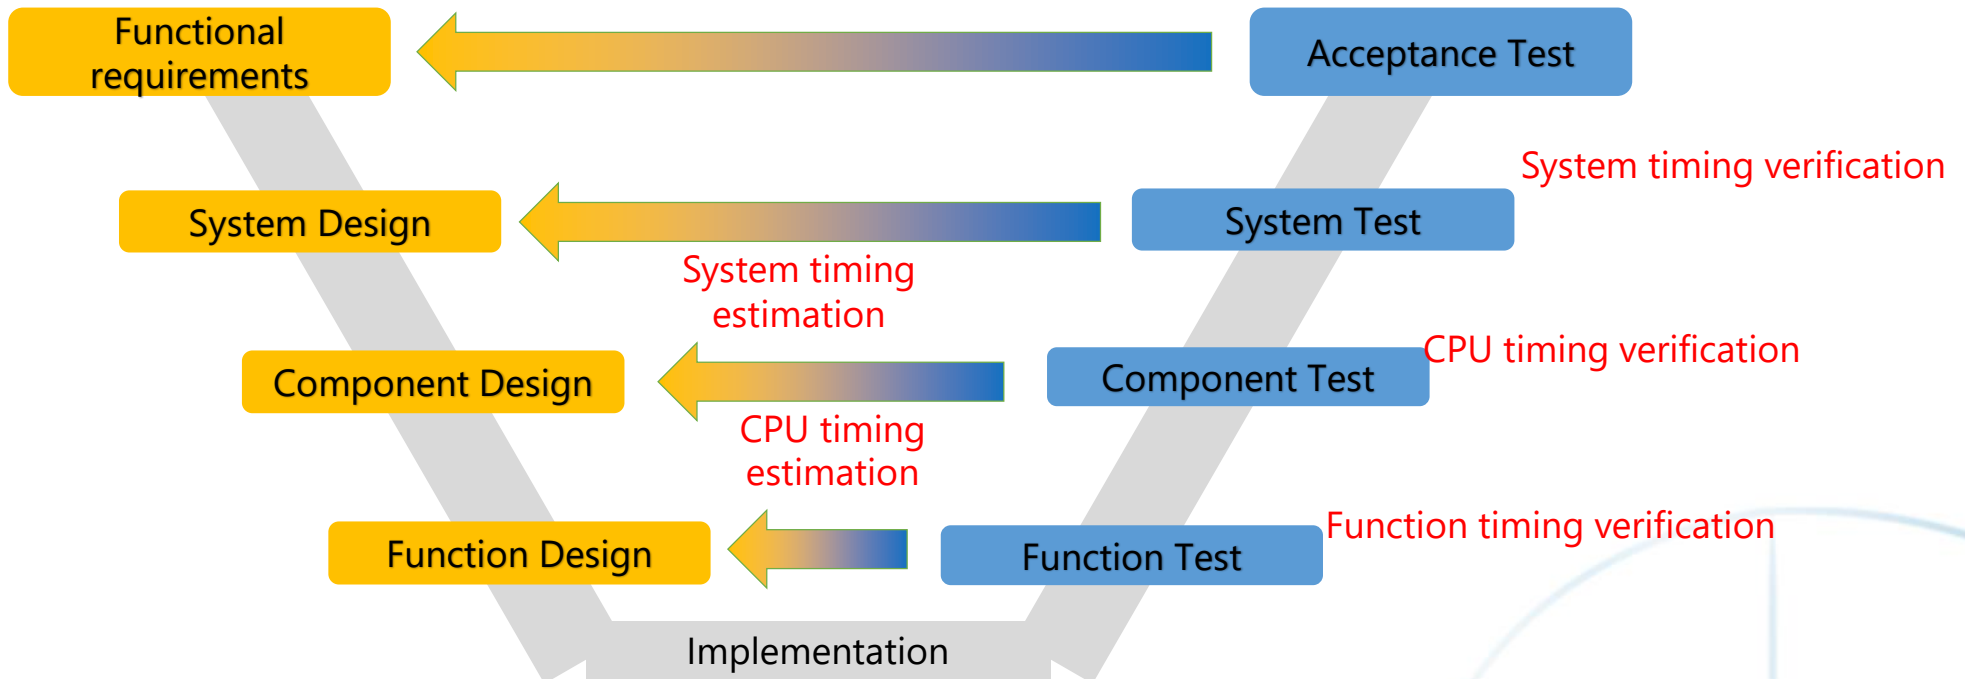 Functional
requirements
Acceptance Test
System timing verification
System Design
System Test
System timing
estimation
CPU timing verification
Component Design
Component Test
CPU timing
estimation
Function timing verification
Function Design
Function Test
Implementation